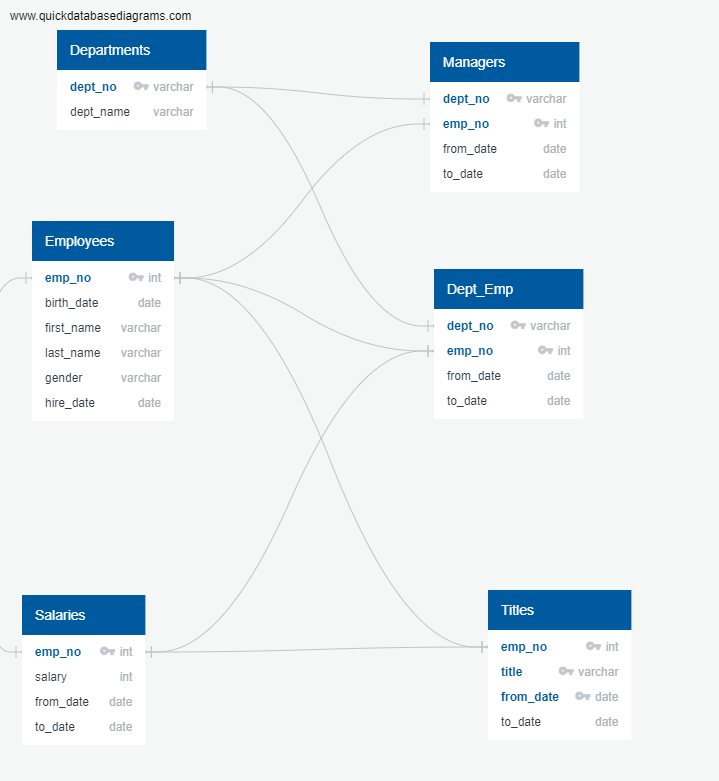 www.quickdatabasediagrams.com
Departments
dept_no varchar
dept_name varchar
Managers
dept_no varchar
emp_no int
from_date date
to_date date
Employees
emp_no int
birth_date date
first_name varchar
last_name varchar
gender varchar
hire_date date
Dept_Emp
dept_no varchar
emp_no int
from_date date
to_date date
Salaries
emp_no int
salary int
from_date date
to_date date
Titles
emp_no int
title varchar
from_date date
to_date date